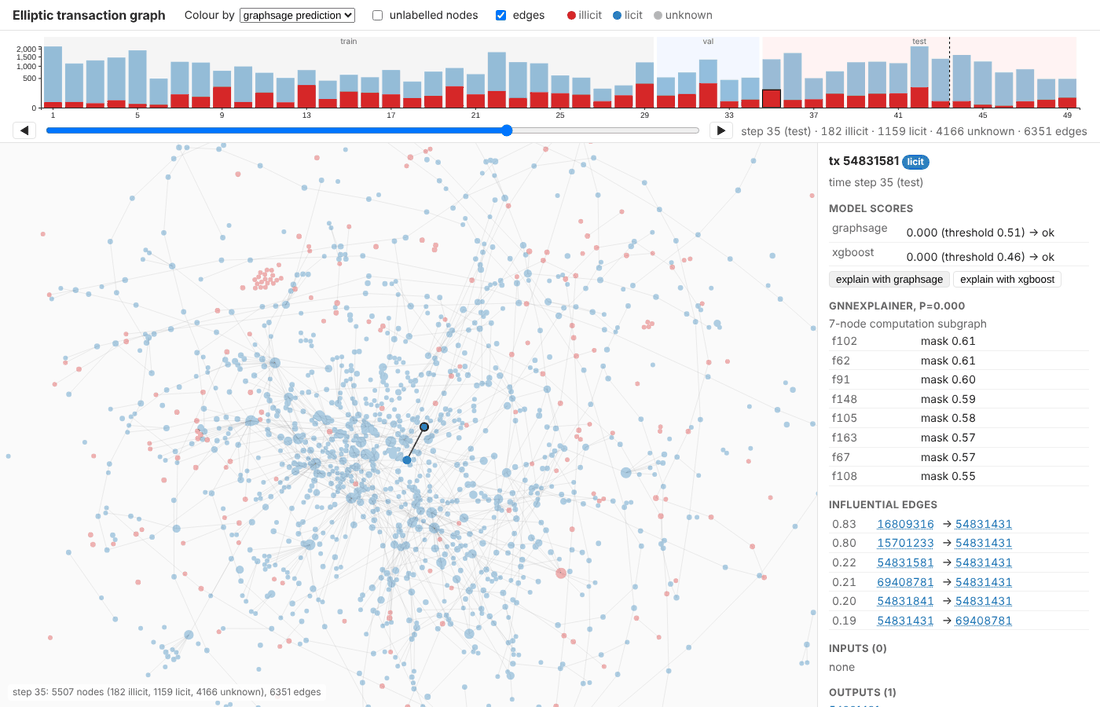 Elliptic transaction graph
Colour by graphsage prediction unlabelled nodes edges illicit licit unknown
train val test
2,000
1,500
1,000
500
0
1 5 9 13 17 21 25 29 33 37 41 45 49
step 35 (test) · 182 illicit · 1159 licit · 4166 unknown · 6351 edges
tx 54831581 licit
time step 35 (test)
MODEL SCORES
graphsage 0.000 (threshold 0.51) → ok
xgboost 0.000 (threshold 0.46) → ok
explain with graphsage explain with xgboost
GNNEXPLAINER, P=0.000
7-node computation subgraph
f102 mask 0.61
f62 mask 0.61
f91 mask 0.60
f148 mask 0.59
f105 mask 0.58
f163 mask 0.57
f67 mask 0.57
f108 mask 0.55
INFLUENTIAL EDGES
0.83 16809316 → 54831431
0.80 15701233 → 54831431
0.22 54831581 → 54831431
0.21 69408781 → 54831431
0.20 54831841 → 54831431
0.19 54831431 → 69408781
INPUTS (0)
none
OUTPUTS (1)
step 35: 5507 nodes (182 illicit, 1159 licit, 4166 unknown), 6351 edges